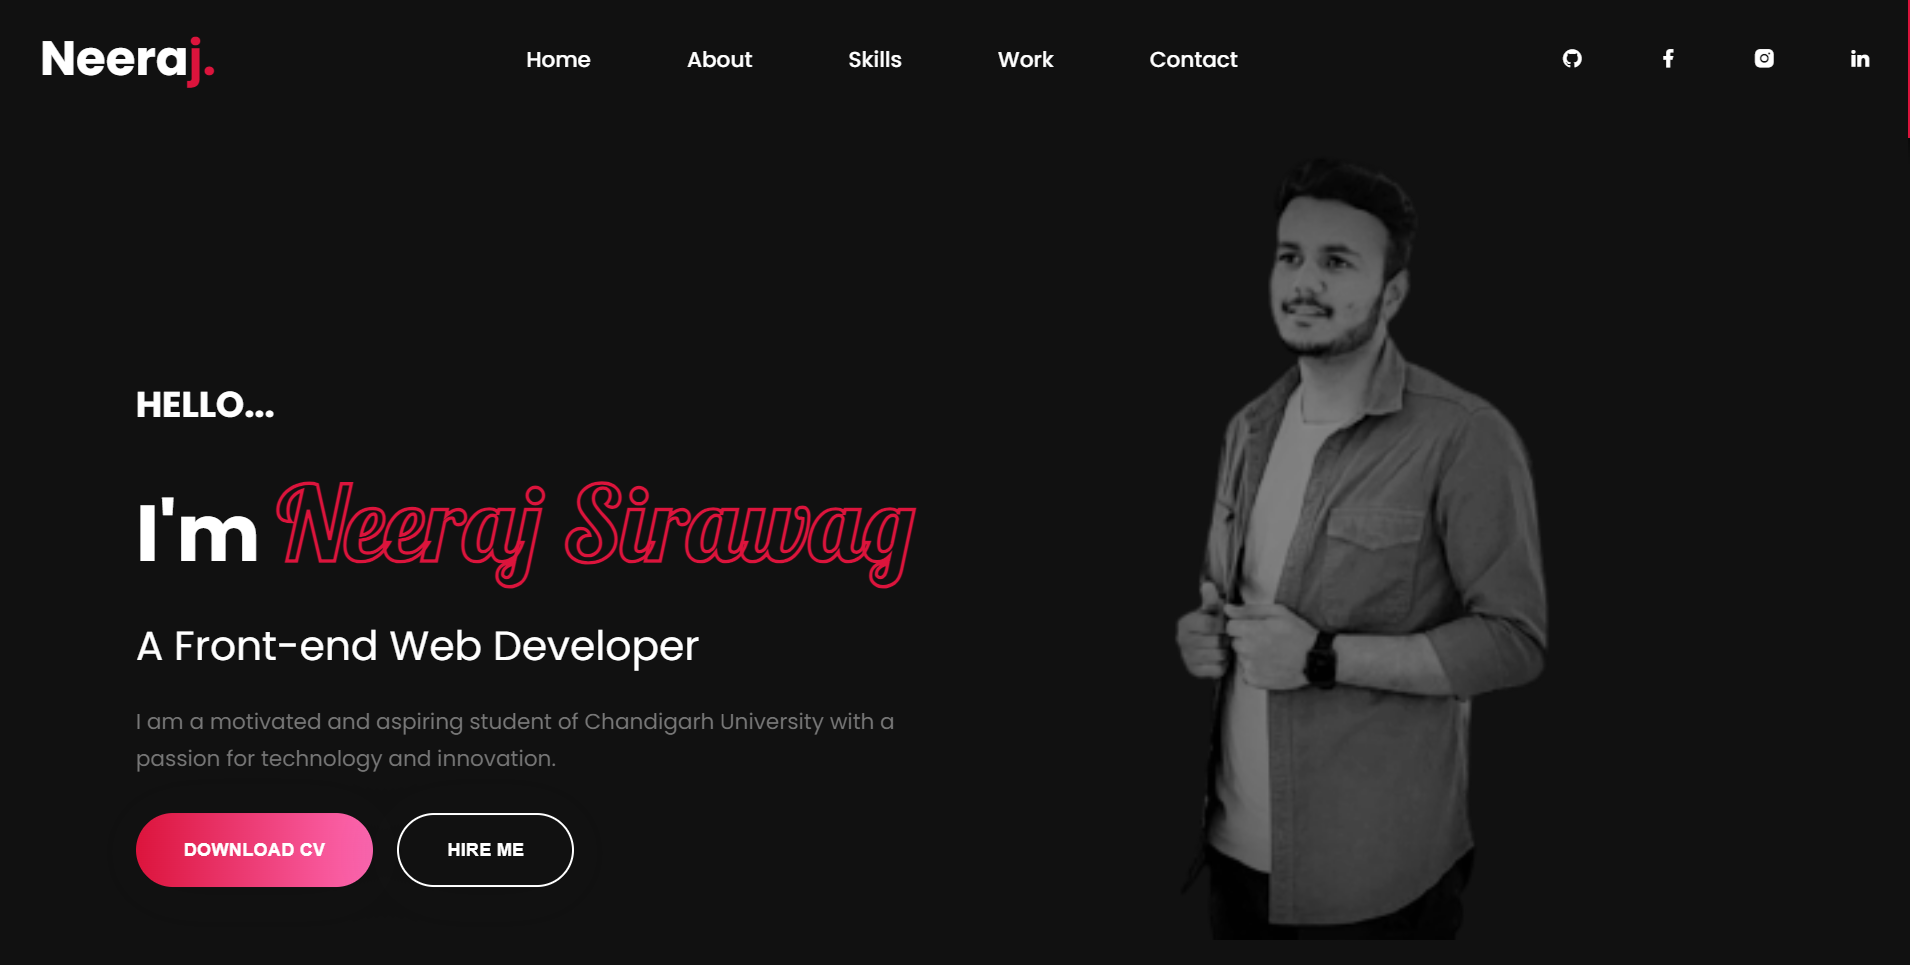 Neeraj.
Home About Skills Work Contact
HELLO...
I'm Neeraj Sirawag
A Front-end Web Developer
I am a motivated and aspiring student of Chandigarh University with a
passion for technology and innovation.
DOWNLOAD CV HIRE ME